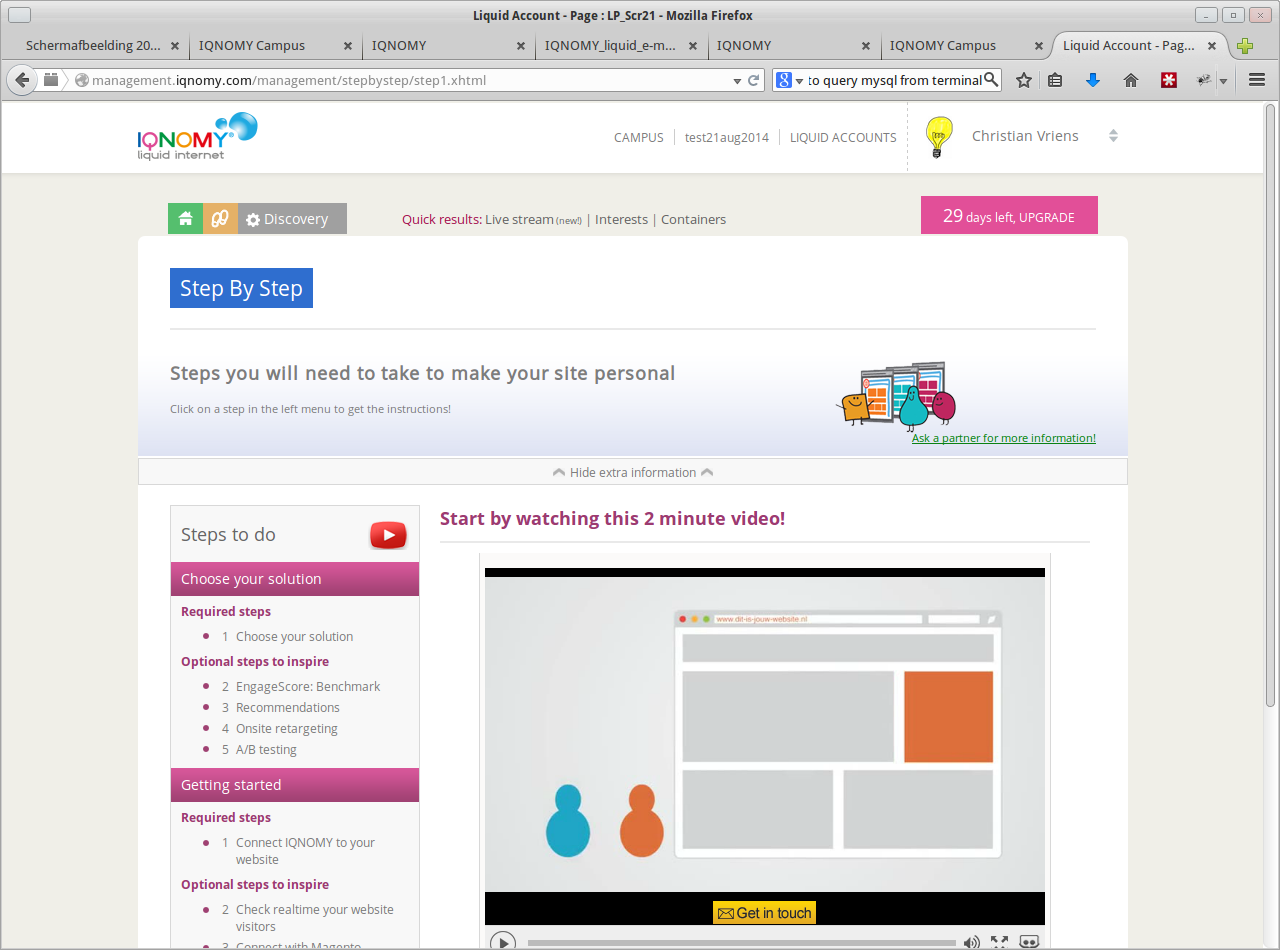 Liquid Account - Page : LP_Scr21 - Mozilla Firefox
Schermafbeelding 20...
IQNOMY Campus
IQNOMY
IQNOMY_liquid_e-m...
IQNOMY
IQNOMY Campus
Liquid Account - Pag...
management.iqnomy.com/management/stepbystep/step1.xhtml
to query mysql from terminal
IQNOMY
liquid internet
CAMPUS
test21aug2014
LIQUID ACCOUNTS
Christian Vriens
Discovery
Quick results: Live stream (new!) | Interests | Containers
29 days left, UPGRADE
Step By Step
Steps you will need to take to make your site personal
Click on a step in the left menu to get the instructions!
Ask a partner for more information!
Hide extra information
Steps to do
Choose your solution
Required steps
1 Choose your solution
Optional steps to inspire
2 EngageScore: Benchmark
3 Recommendations
4 Onsite retargeting
5 A/B testing
Getting started
Required steps
1 Connect IQNOMY to your
website
Optional steps to inspire
2 Check realtime your website
visitors
3 Connect with Magento
Start by watching this 2 minute video!
www.dit-is-jouw-website.nl
Get in touch